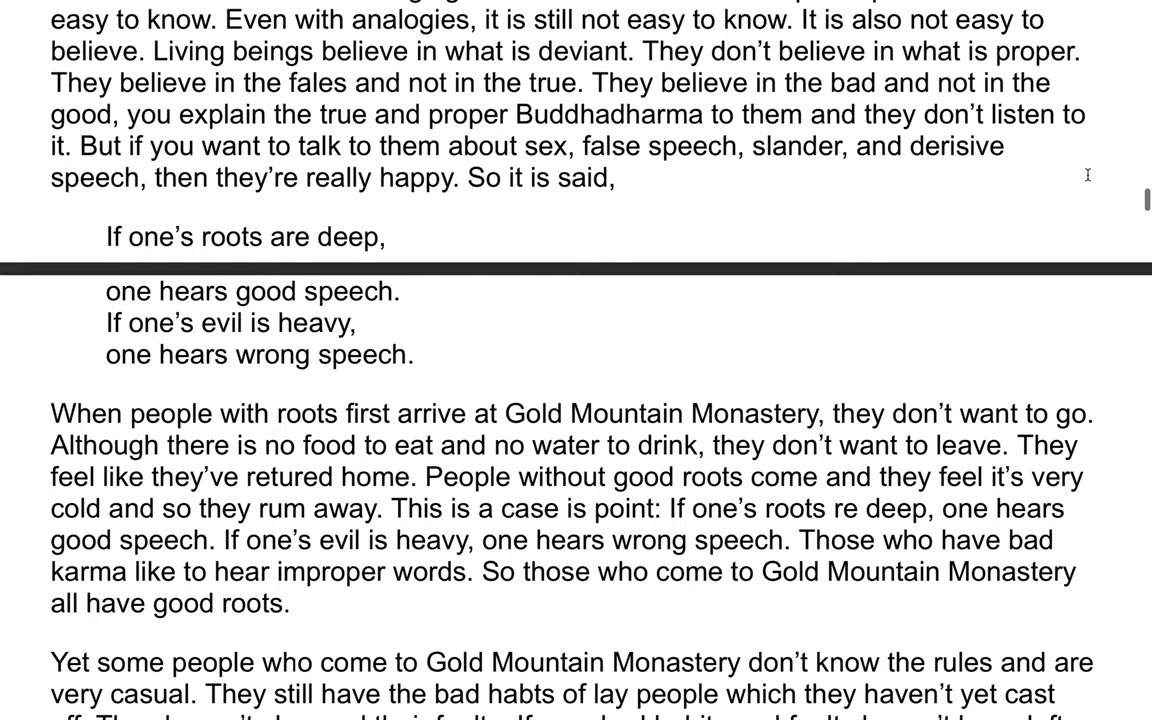 easy to know. Even with analogies, it is still not easy to know. It is also not easy to
believe. Living beings believe in what is deviant. They don’t believe in what is proper.
They believe in the fales and not in the true. They believe in the bad and not in the
good, you explain the true and proper Buddhadharma to them and they don’t listen to
it. But if you want to talk to them about sex, false speech, slander, and derisive
speech, then they’re really happy. So it is said,
If one’s roots are deep,
one hears good speech.
If one’s evil is heavy,
one hears wrong speech.
When people with roots first arrive at Gold Mountain Monastery, they don’t want to go.
Although there is no food to eat and no water to drink, they don’t want to leave. They
feel like they’ve retured home. People without good roots come and they feel it’s very
cold and so they rum away. This is a case is point: If one’s roots re deep, one hears
good speech. If one’s evil is heavy, one hears wrong speech. Those who have bad
karma like to hear improper words. So those who come to Gold Mountain Monastery
all have good roots.
Yet some people who come to Gold Mountain Monastery don’t know the rules and are
very casual. They still have the bad habts of lay people which they haven’t yet cast